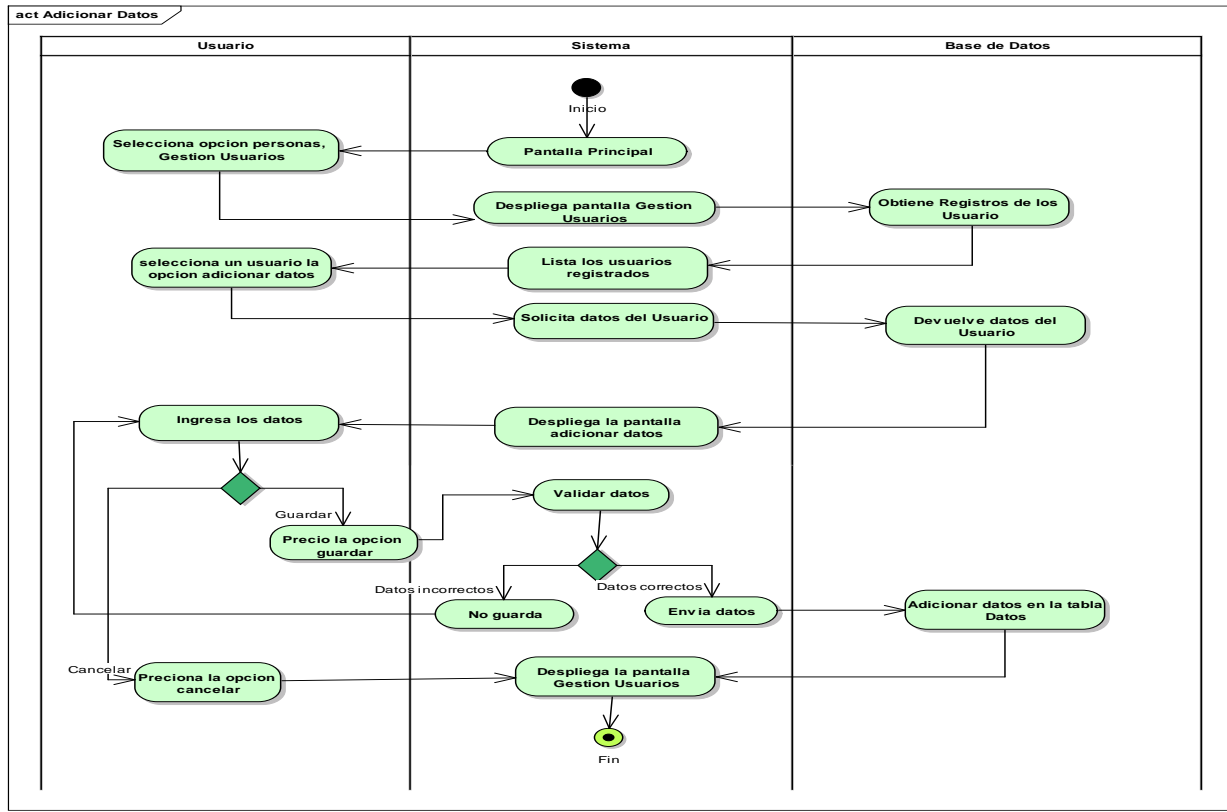 act Adicionar Datos
Usuario
Sistema
Base de Datos
Inicio
Selecciona opcion personas,
Gestion Usuarios
Pantalla Principal
Despliega pantalla Gestion
Usuarios
Obtiene Registros de los
Usuario
selecciona un usuario la
opcion adicionar datos
Lista los usuarios
registrados
Solicita datos del Usuario
Devuelve datos del
Usuario
Ingresa los datos
Despliega la pantalla
adicionar datos
Validar datos
Guardar
Precio la opcion
guardar
Datos incorrectos
Datos correctos
No guarda
Envia datos
Adicionar datos en la tabla
Datos
Cancelar
Preciona la opcion
cancelar
Despliega la pantalla
Gestion Usuarios
Fin